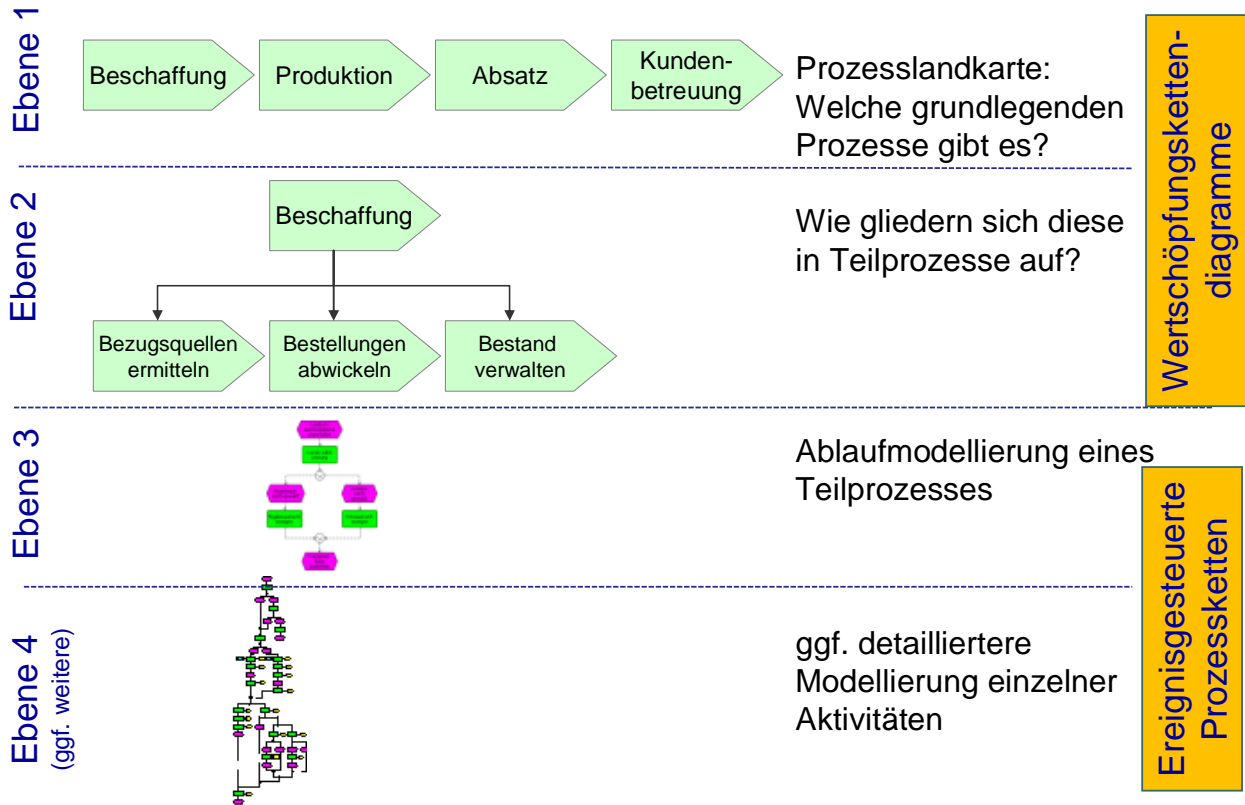 Ebene 1
Beschaffung
Produktion
Absatz
Kunden-
betreuung
Prozesslandkarte:
Welche grundlegenden
Prozesse gibt es?
Wertschöpfungsketten-
diagramme
Ebene 2
Beschaffung
Wie gliedern sich diese
in Teilprozesse auf?
Bezugsquellen
ermitteln
Bestellungen
abwickeln
Bestand
verwalten
Ebene 3
Ablaufmodellierung eines
Teilprozesses
Ereignisgesteuerte
Prozessketten
Ebene 4
(ggf. weitere)
ggf. detailliertere
Modellierung einzelner
Aktivitäten